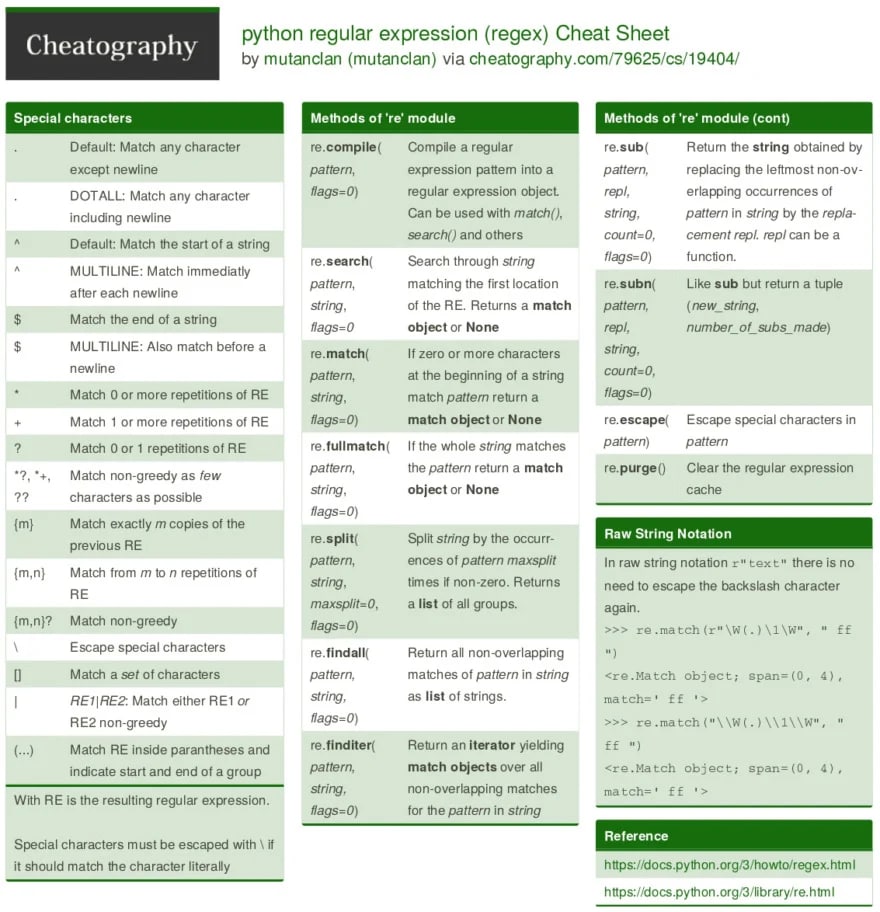 Cheatography
python regular expression (regex) Cheat Sheet
by mutanclan (mutanclan) via cheatography.com/79625/cs/19404/
Special characters
. Default: Match any character
except newline
. DOTALL: Match any character
including newline
^ Default: Match the start of a string
^ MULTILINE: Match immediatly
after each newline
$ Match the end of a string
$ MULTILINE: Also match before a
newline
* Match 0 or more repetitions of RE
+ Match 1 or more repetitions of RE
? Match 0 or 1 repetitions of RE
*?, *+, Match non-greedy as few
?? characters as possible
{m} Match exactly m copies of the
previous RE
{m,n} Match from m to n repetitions of
RE
{m,n}? Match non-greedy
\ Escape special characters
[] Match a set of characters
| RE1|RE2: Match either RE1 or
RE2 non-greedy
(...) Match RE inside parantheses and
indicate start and end of a group
With RE is the resulting regular expression.
Special characters must be escaped with \ if
it should match the character literally
Methods of 're' module
re.compile( Compile a regular
pattern, expression pattern into a
flags=0) regular expression object.
Can be used with match(),
search() and others
re.search( Search through string
pattern, matching the first location
string, of the RE. Returns a match
flags=0 object or None
re.match( If zero or more characters
pattern, at the beginning of a string
string, match pattern return a
flags=0) match object or None
re.fullmatch( If the whole string matches
pattern, the pattern return a match
string, object or None
flags=0)
re.split( Split string by the occurr-
pattern, ences of pattern maxsplit
string, times if non-zero. Returns
maxsplit=0, a list of all groups.
flags=0)
re.findall( Return all non-overlapping
pattern, matches of pattern in string
string, as list of strings.
flags=0)
re.finditer( Return an iterator yielding
pattern, match objects over all
string, non-overlapping matches
flags=0) for the pattern in string
Methods of 're' module (cont)
re.sub( Return the string obtained by
pattern, replacing the leftmost non-ov-
repl, erlapping occurrences of
string, pattern in string by the repla-
count=0, cement repl. repl can be a
flags=0) function.
re.subn( Like sub but return a tuple
pattern, (new_string,
repl, number_of_subs_made)
string,
count=0,
flags=0)
re.escape( Escape special characters in
pattern) pattern
re.purge() Clear the regular expression
cache
Raw String Notation
In raw string notation r"text" there is no
need to escape the backslash character
again.
>>> re.match(r"\W(.)\1\W", " ff
")
<re.Match object; span=(0, 4),
match=' ff '>
>>> re.match("\\W(.)\\1\\W", "
ff ")
<re.Match object; span=(0, 4),
match=' ff '>
Reference
https://docs.python.org/3/howto/regex.html
https://docs.python.org/3/library/re.html